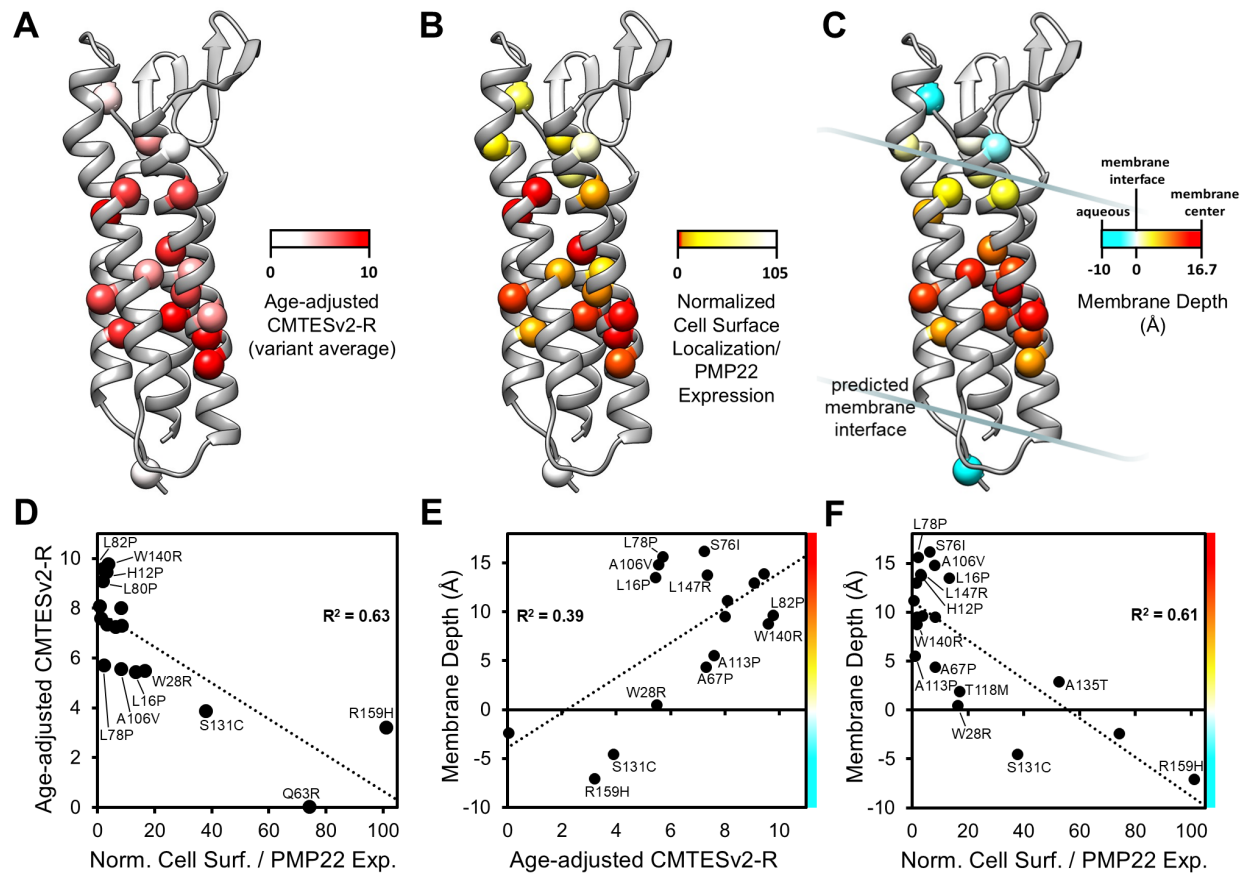 A
B
C
0
10
Age-adjusted
CMTESv2-R
(variant average)
0
105
Normalized
Cell Surface
Localization/
PMP22
Expression
membrane
interface
membrane
center
aqueous
-10
0
16.7
Membrane Depth
(Å)
predicted
membrane
interface
D
Age-adjusted CMTESv2-R
10
8
6
4
2
0
L82P
W140R
H12P
L80P
R² = 0.63
W28R
L16P
A106V
L78P
S131C
R159H
Q63R
0
20
40
60
80
100
Norm. Cell Surf. / PMP22 Exp.
E
Membrane Depth (Å)
15
10
5
0
-5
-10
L78P
S76I
A106V
L16P
L147R
R² = 0.39
L82P
W140R
A113P
A67P
W28R
S131C
R159H
0
2
4
6
8
10
Age-adjusted CMTESv2-R
F
Membrane Depth (Å)
15
10
5
0
-5
-10
L78P
S76I
A106V
L16P
L147R
H12P
R² = 0.61
W140R
A67P
A113P
T118M
A135T
W28R
S131C
R159H
0
20
40
60
80
100
Norm. Cell Surf. / PMP22 Exp.